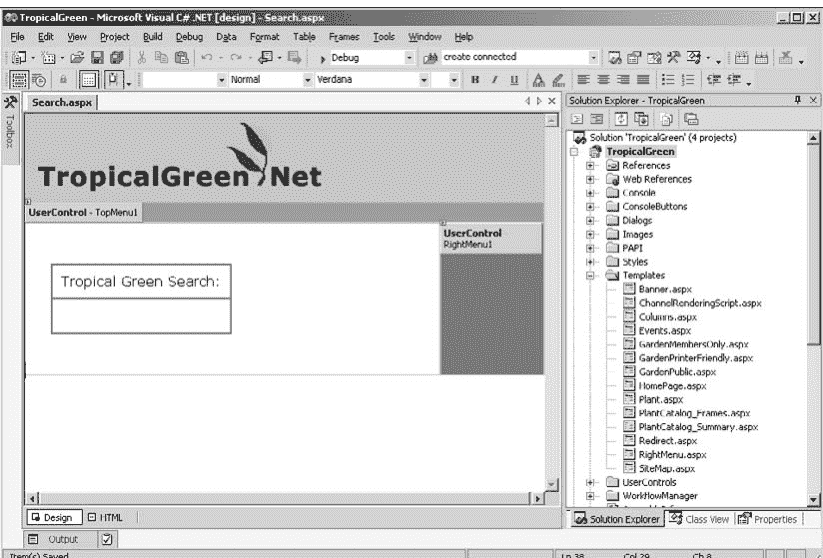 TropicalGreen - Microsoft Visual C# .NET [design] - Search.aspx
File Edit View Project Build Debug Data Format Table Frames Tools Window Help
Debug create connected
Normal Verdana B I U
Search.aspx
Solution Explorer - TropicalGreen
Toolbox
TropicalGreen Net
UserControl - TopMenu1
UserControl - RightMenu1
Tropical Green Search:
Solution 'TropicalGreen' (4 projects)
TropicalGreen
References
Web References
Console
ConsoleButtons
Dialogs
Images
PAPI
Styles
Templates
Banner.aspx
ChannelRenderingScript.aspx
Columns.aspx
Events.aspx
GardenMembersOnly.aspx
GardenPrinterFriendly.aspx
GardenPublic.aspx
HomePage.aspx
Plant.aspx
PlantCatalog_Frames.aspx
PlantCatalog_Summary.aspx
Redirect.aspx
RightMenu.aspx
SiteMap.aspx
UserControls
WorkflowManager
Design HTML
Solution Explorer Class View Properties
Output
Item(s) Saved Ln 38 Col 29 Ch 8